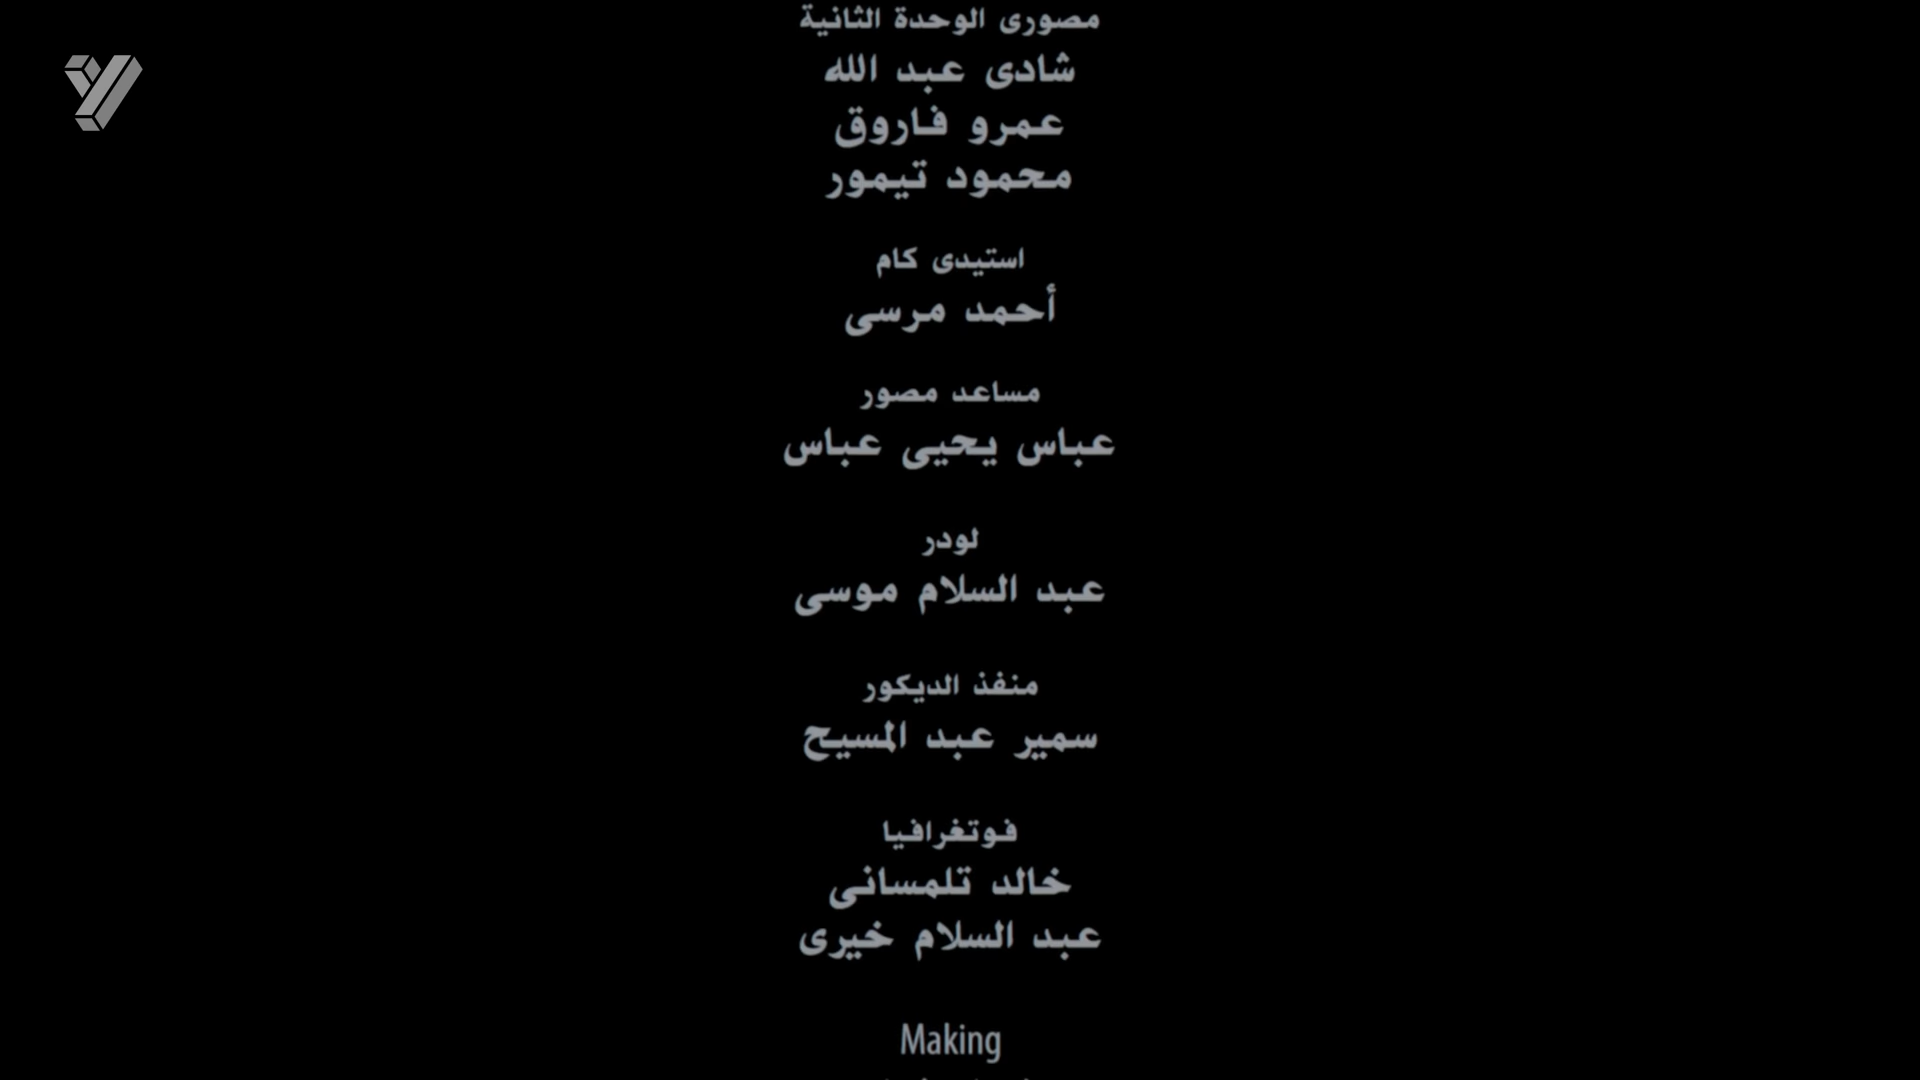 مصورى الوحدة الثانية
شادى عبد الله
عمرو فاروق
محمود تيمور
استيدى كام
أحمد مرسى
مساعد مصور
عباس يحيى عباس
لودر
عبد السلام موسى
منفذ الديكور
سمير عبد المسيح
فوتغرافيا
خالد تلمسانى
عبد السلام خيرى
Making